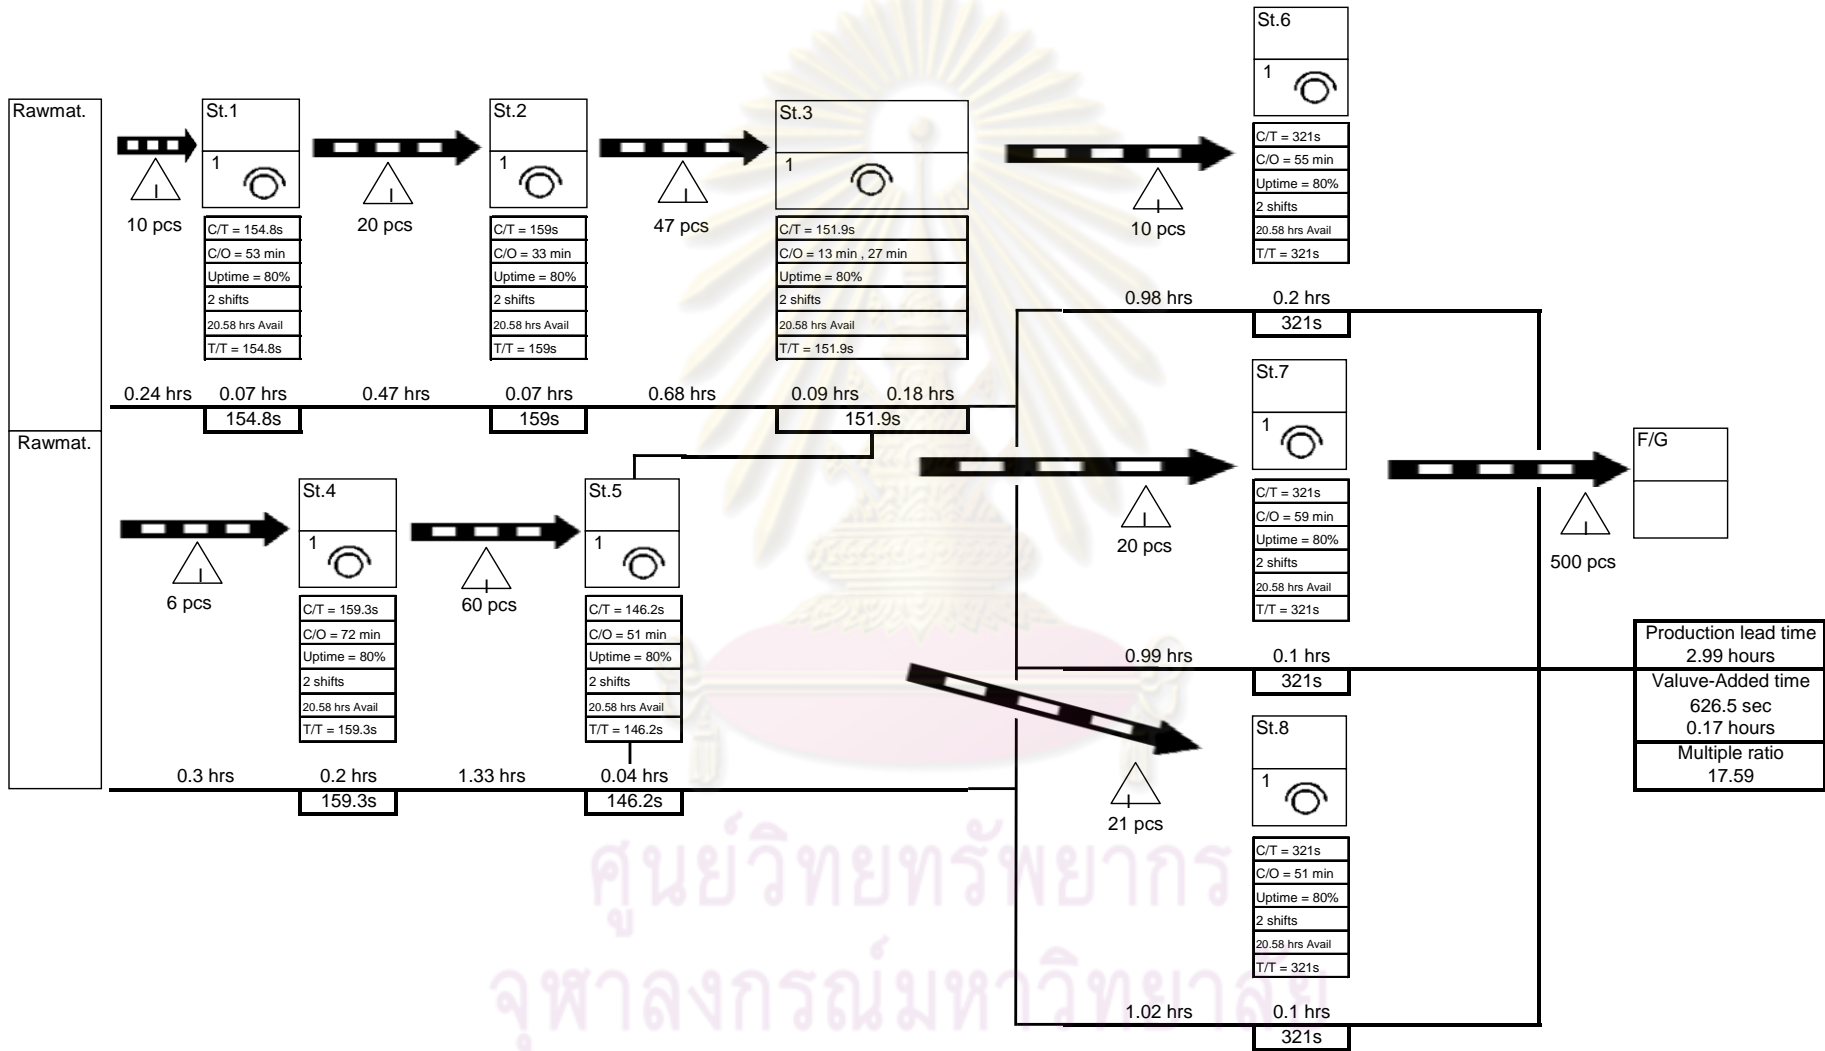 Rawmat.
10 pcs
St.1
1
C/T = 154.8s
C/O = 53 min
Uptime = 80%
2 shifts
20.58 hrs Avail
T/T = 154.8s
20 pcs
St.2
1
C/T = 159s
C/O = 33 min
Uptime = 80%
2 shifts
20.58 hrs Avail
T/T = 159s
47 pcs
St.3
1
C/T = 151.9s
C/O = 13 min , 27 min
Uptime = 80%
2 shifts
20.58 hrs Avail
T/T = 151.9s
10 pcs
St.6
1
C/T = 321s
C/O = 55 min
Uptime = 80%
2 shifts
20.58 hrs Avail
T/T = 321s
0.98 hrs 0.2 hrs
321s
0.24 hrs 0.07 hrs 0.47 hrs 0.07 hrs 0.68 hrs 0.09 hrs 0.18 hrs
154.8s 159s 151.9s
Rawmat.
6 pcs
St.4
1
C/T = 159.3s
C/O = 72 min
Uptime = 80%
2 shifts
20.58 hrs Avail
T/T = 159.3s
60 pcs
St.5
1
C/T = 146.2s
C/O = 51 min
Uptime = 80%
2 shifts
20.58 hrs Avail
T/T = 146.2s
20 pcs
St.7
1
C/T = 321s
C/O = 59 min
Uptime = 80%
2 shifts
20.58 hrs Avail
T/T = 321s
500 pcs
F/G
0.99 hrs 0.1 hrs
321s
Production lead time
2.99 hours
Valuve-Added time
626.5 sec
0.17 hours
Multiple ratio
17.59
0.3 hrs 0.2 hrs 1.33 hrs 0.04 hrs
159.3s 146.2s
21 pcs
St.8
1
C/T = 321s
C/O = 51 min
Uptime = 80%
2 shifts
20.58 hrs Avail
T/T = 321s
1.02 hrs 0.1 hrs
321s
ศูนย์วิทยทรัพยากร
จุฬาลงกรณ์มหาวิทยาลัย